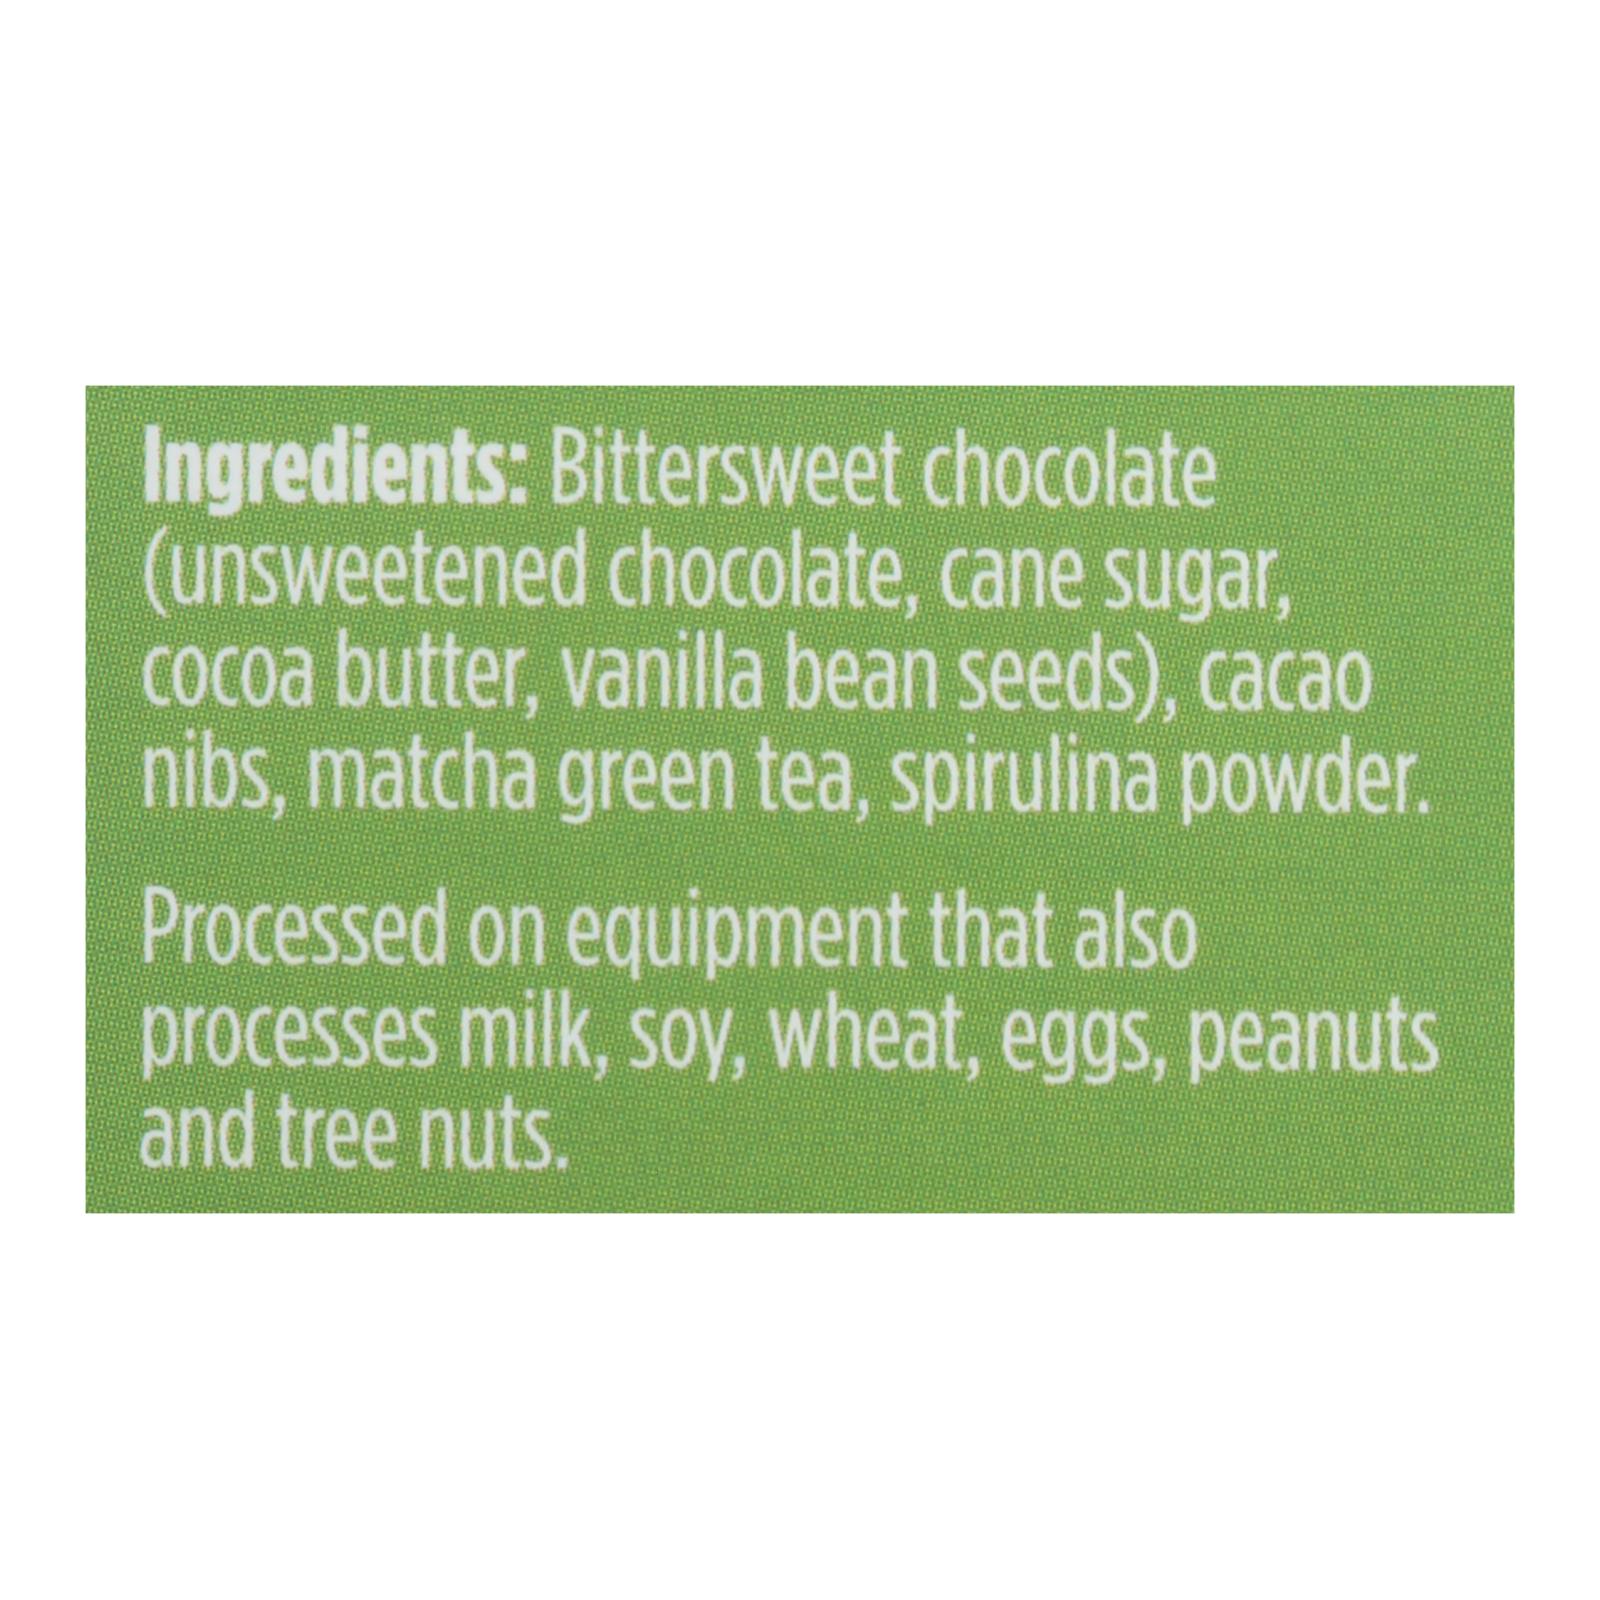 Ingredients: Bittersweet chocolate
(unsweetened chocolate, cane sugar,
cocoa butter, vanilla bean seeds), cacao
nibs, matcha green tea, spirulina powder.
Processed on equipment that also
processes milk, soy, wheat, eggs, peanuts
and tree nuts.